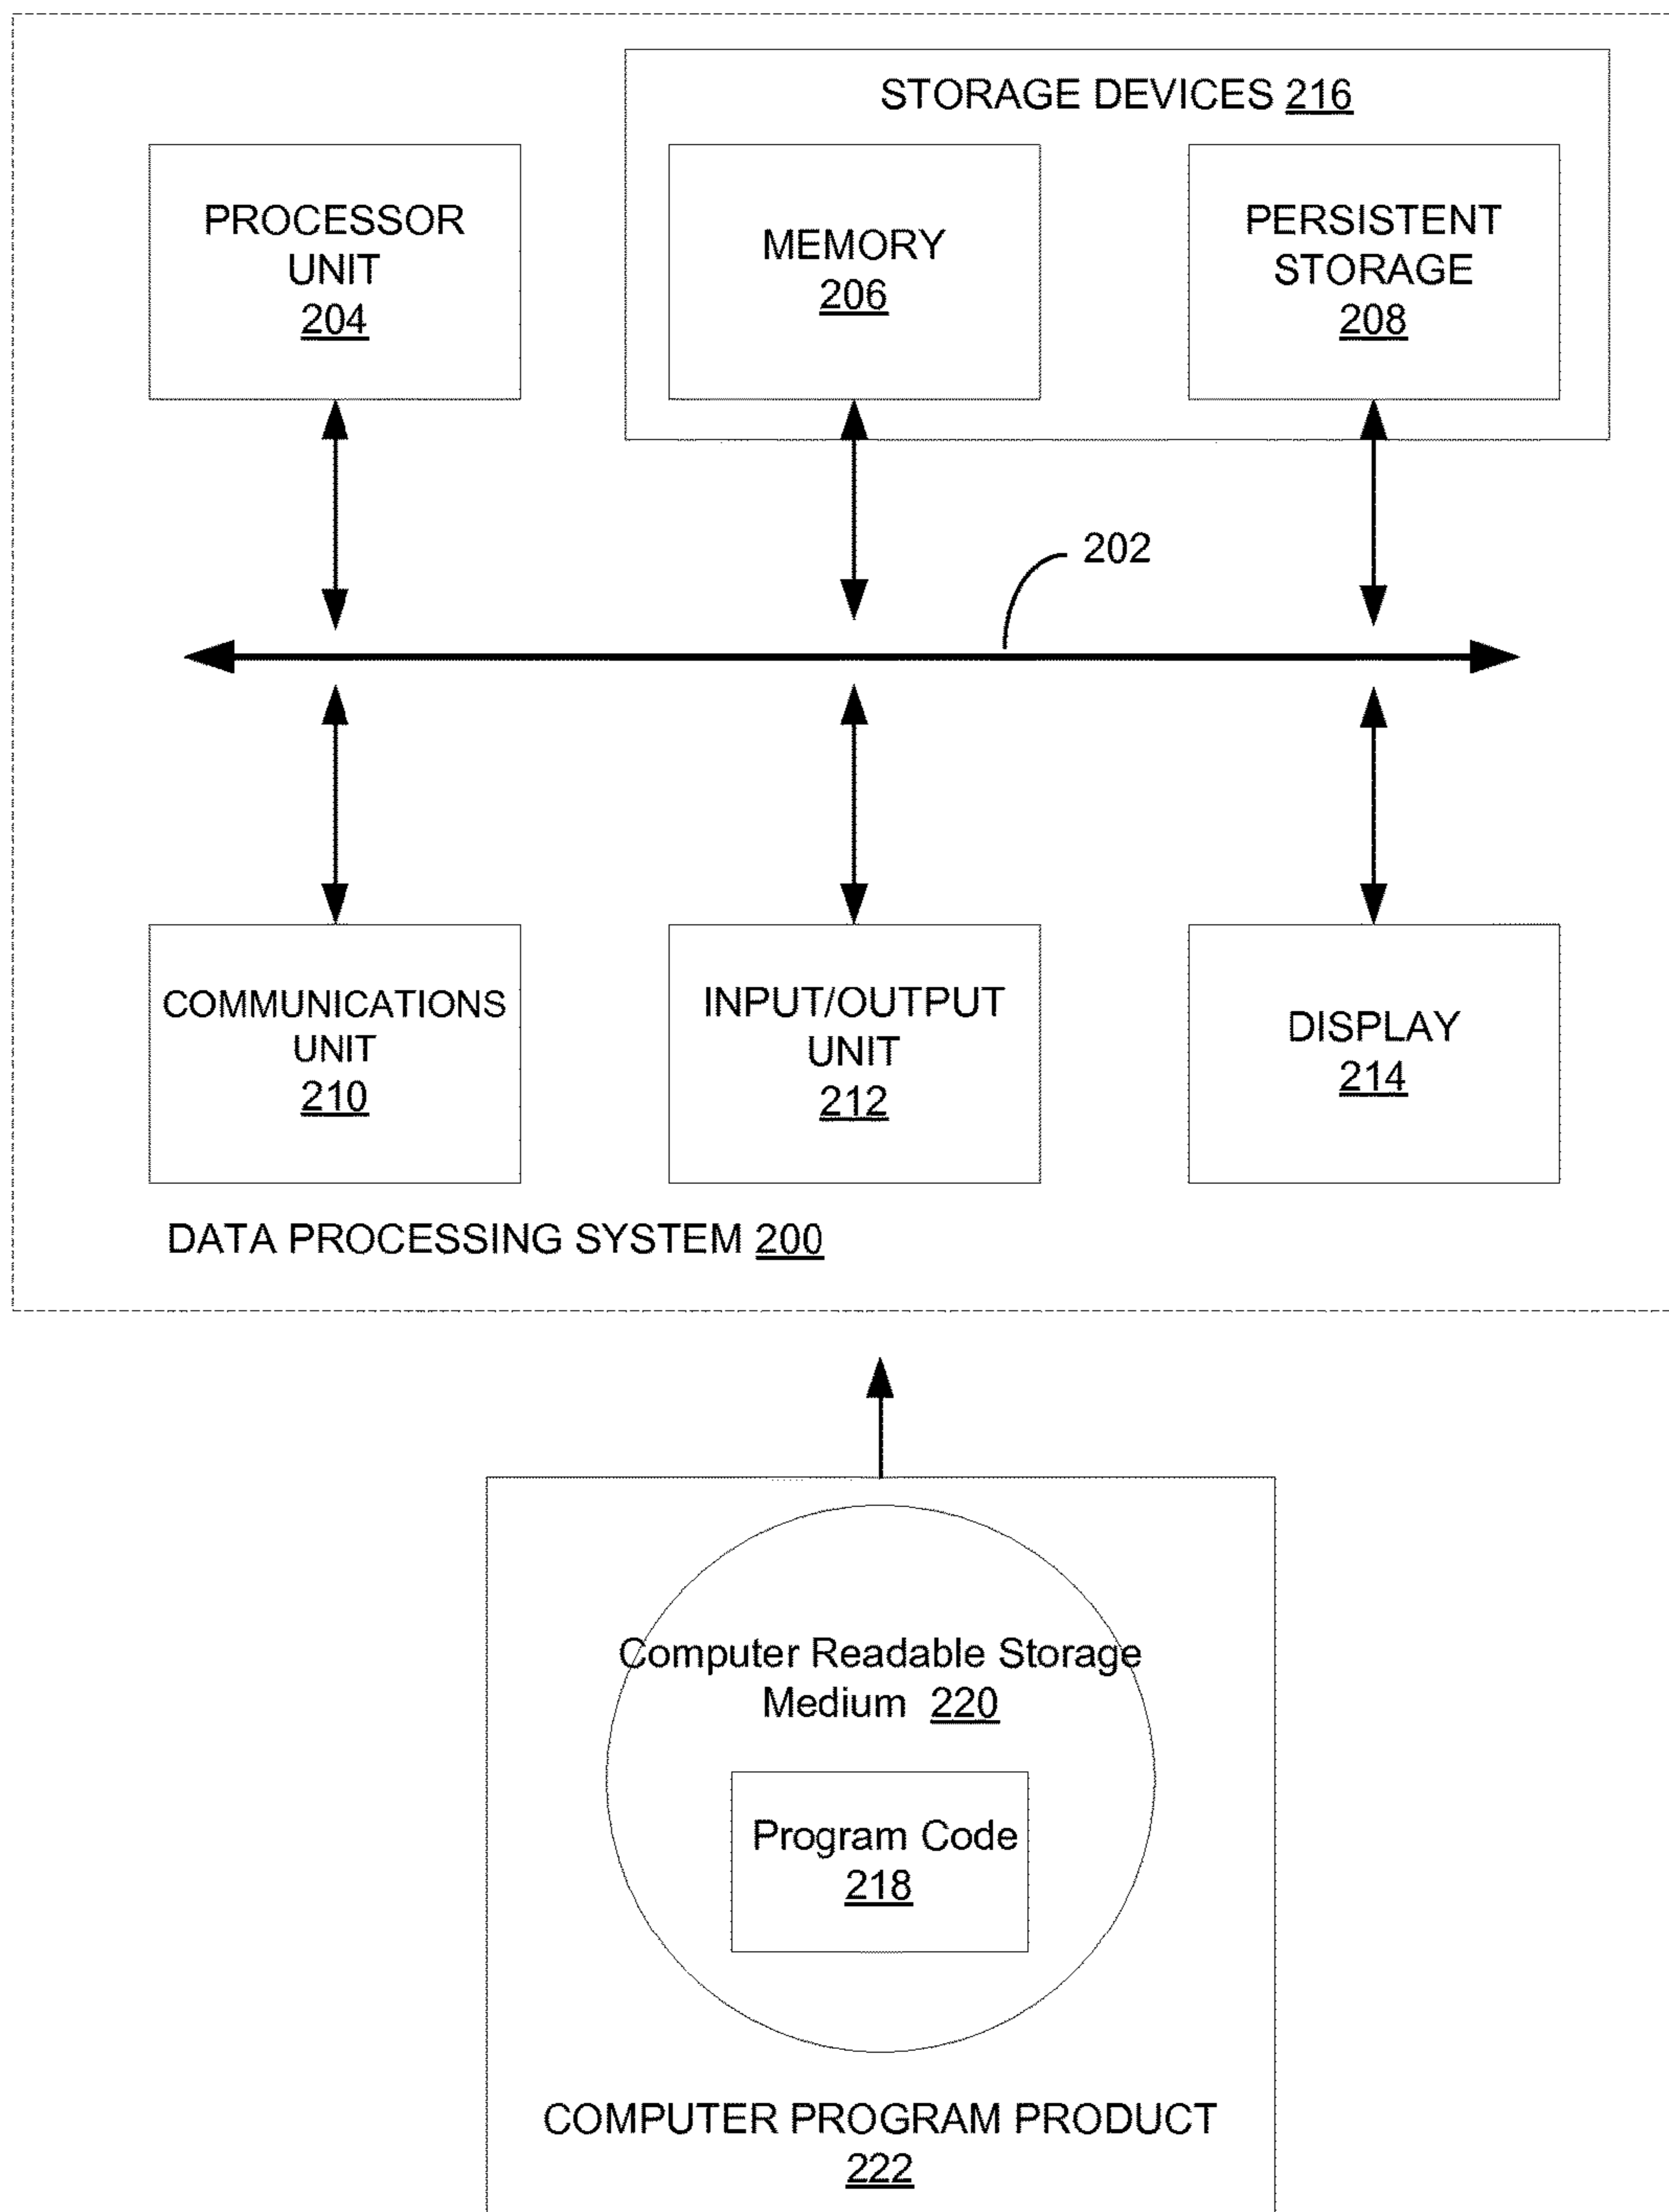 STORAGE DEVICES 216
PROCESSOR
UNIT
204
MEMORY
206
PERSISTENT
STORAGE
208
202
COMMUNICATIONS
UNIT
210
INPUT/OUTPUT
UNIT
212
DISPLAY
214
DATA PROCESSING SYSTEM 200
Computer Readable Storage
Medium 220
Program Code
218
COMPUTER PROGRAM PRODUCT
222